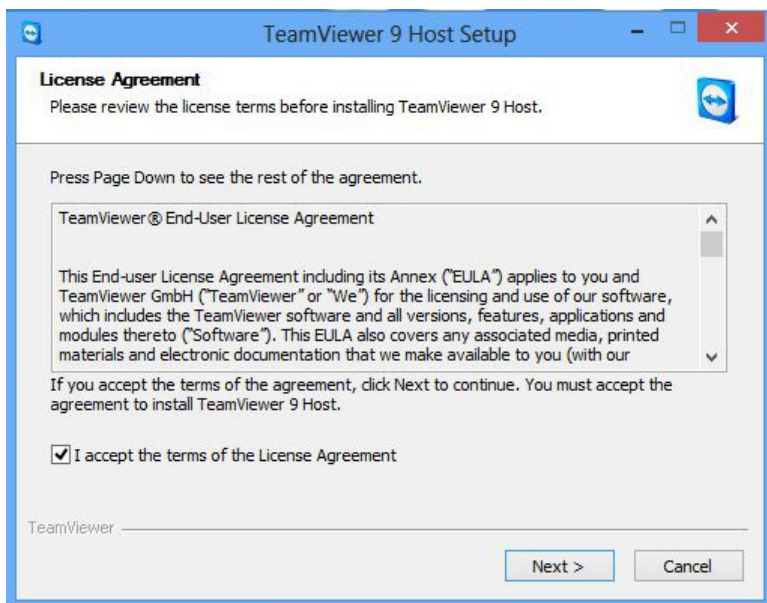 TeamViewer 9 Host Setup
License Agreement
Please review the license terms before installing TeamViewer 9 Host.
Press Page Down to see the rest of the agreement.
TeamViewer® End-User License Agreement
This End-user License Agreement including its Annex ("EULA") applies to you and
TeamViewer GmbH ("TeamViewer" or "We") for the licensing and use of our software,
which includes the TeamViewer software and all versions, features, applications and
modules thereto ("Software"). This EULA also covers any associated media, printed
materials and electronic documentation that we make available to you (with our
If you accept the terms of the agreement, click Next to continue. You must accept the
agreement to install TeamViewer 9 Host.
I accept the terms of the License Agreement
TeamViewer
Next >
Cancel